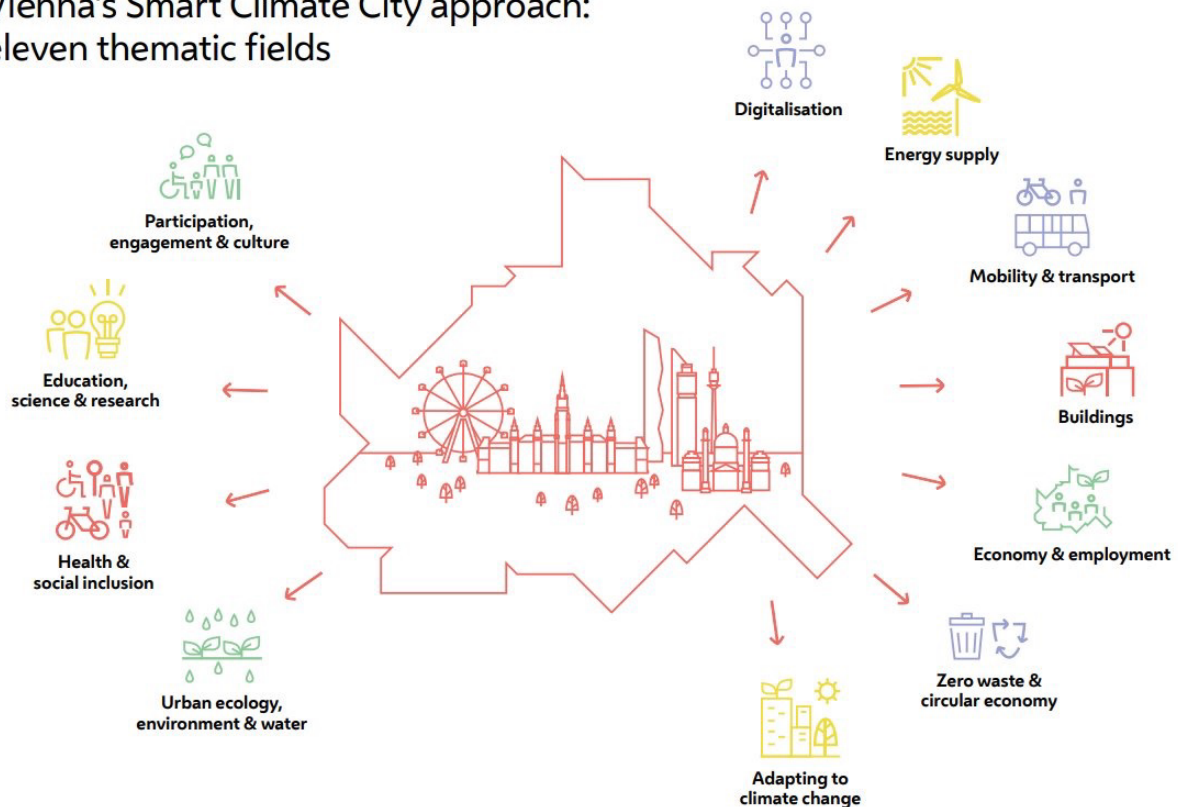 Vienna's Smart Climate City approach:
eleven thematic fields
Digitalisation
Energy supply
Mobility & transport
Buildings
Economy & employment
Zero waste &
circular economy
Adapting to
climate change
Urban ecology,
environment & water
Health &
social inclusion
Education,
science & research
Participation,
engagement & culture